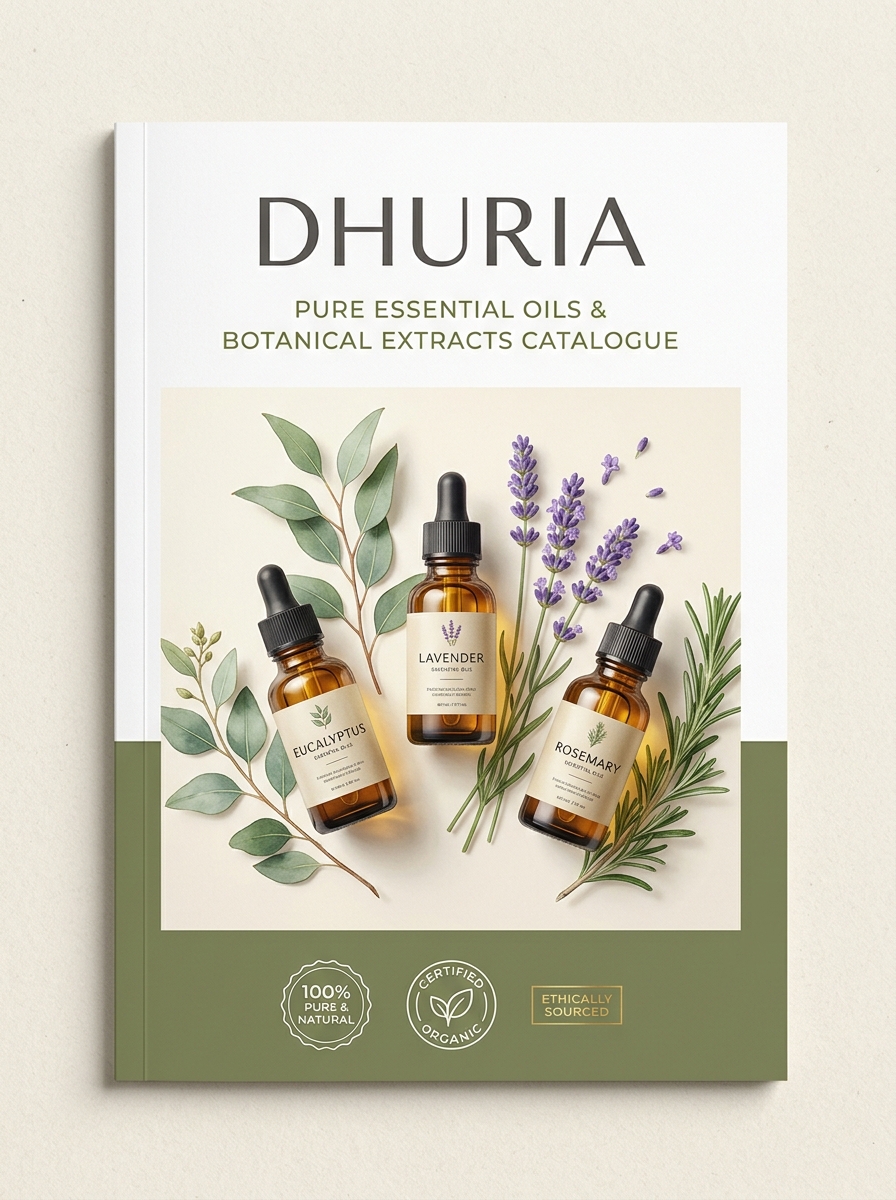 DHURIA
PURE ESSENTIAL OILS &
BOTANICAL EXTRACTS CATALOGUE
LAVENDER
EUCALYPTUS
ROSEMARY
100%
PURE &
NATURAL
CERTIFIED
ORGANIC
ETHICALLY
SOURCED